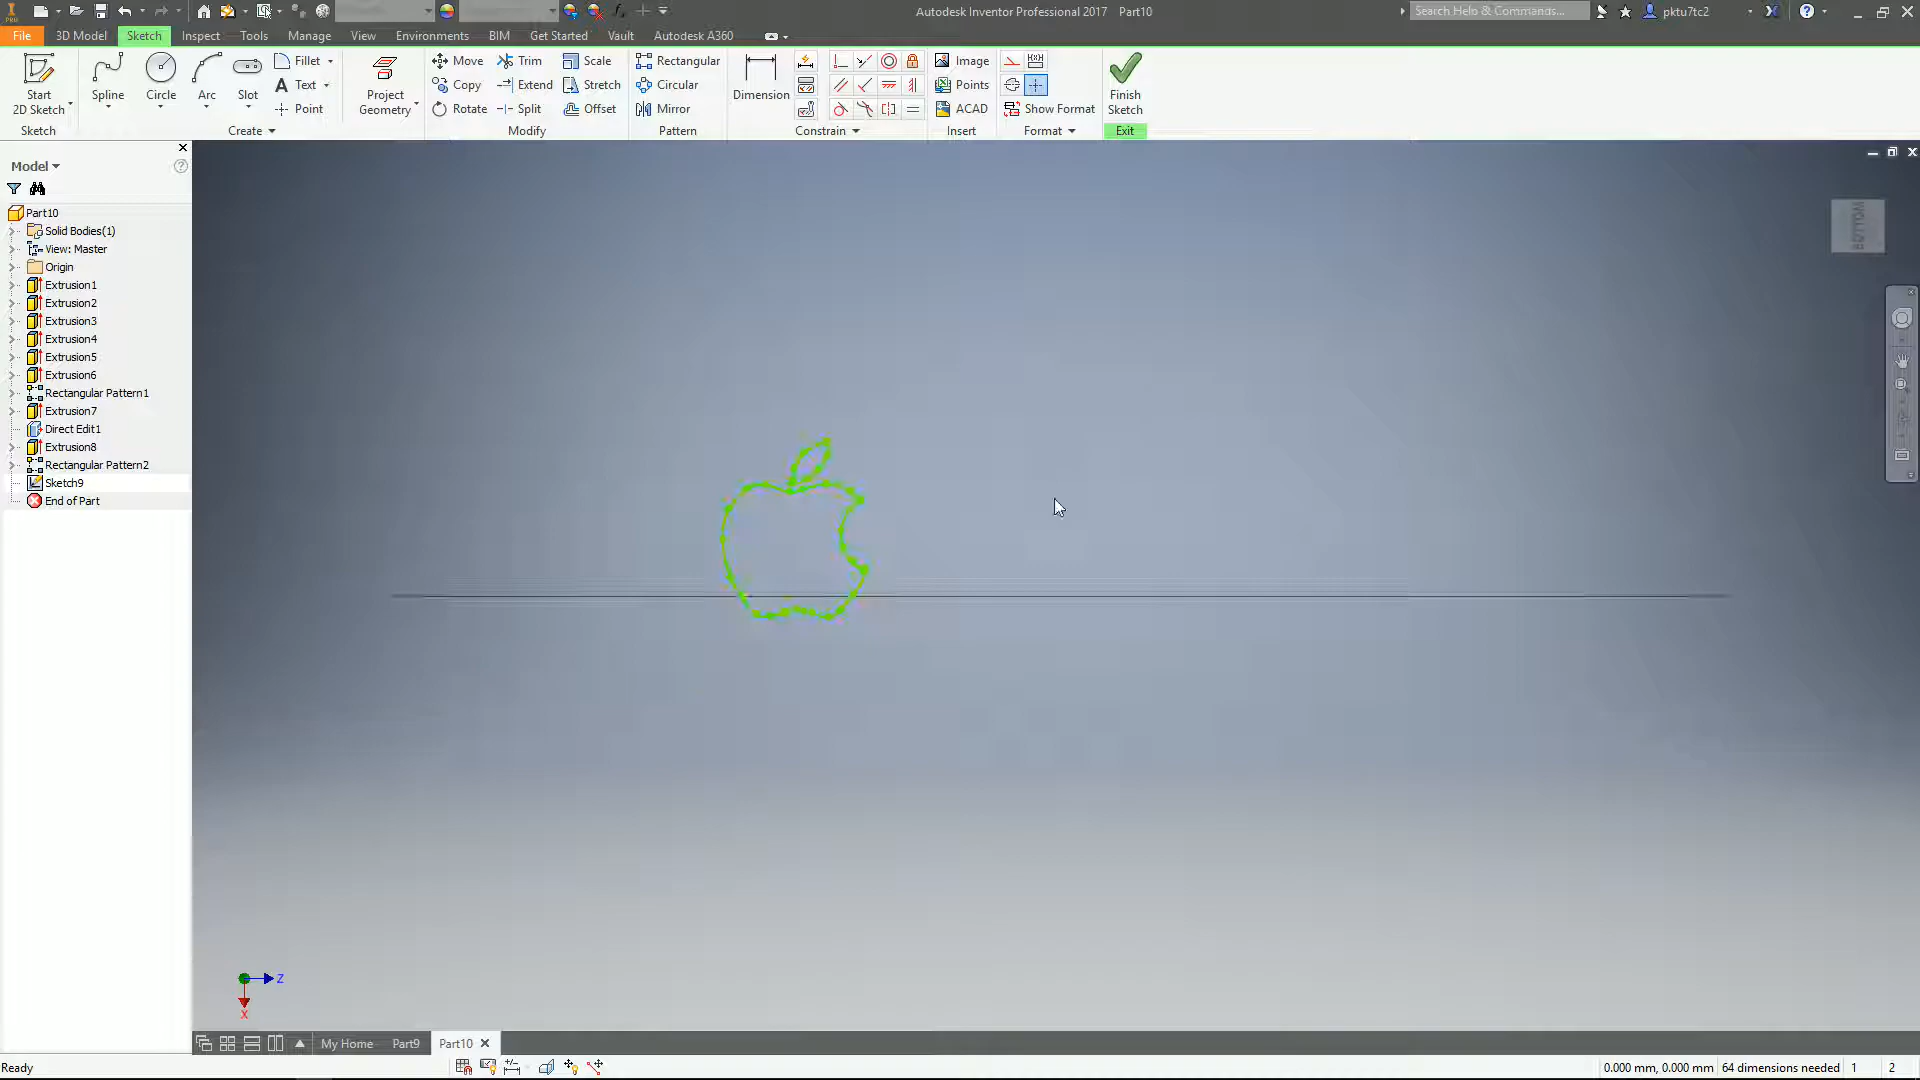 Autodesk Inventor Professional 2017 Part10
Search Help & Commands...
pktu7tc2
File 3D Model Sketch Inspect Tools Manage View Environments BIM Get Started Vault Autodesk A360
Start
2D Sketch
Spline
Circle
Arc
Slot
Fillet
Text
Point
Project
Geometry
Move
Copy
Rotate
Trim
Extend
Split
Scale
Stretch
Offset
Rectangular
Circular
Mirror
Dimension
Image
Points
ACAD
Show Format
Finish
Sketch
Sketch Create Modify Pattern Constrain Insert Format Exit
Model
Part10
Solid Bodies(1)
View: Master
Origin
Extrusion1
Extrusion2
Extrusion3
Extrusion4
Extrusion5
Extrusion6
Rectangular Pattern1
Extrusion7
Direct Edit1
Extrusion8
Rectangular Pattern2
Sketch9
End of Part
BOTTOM
Z
X
My Home Part9 Part10
Ready
0.000 mm, 0.000 mm 64 dimensions needed 1 2